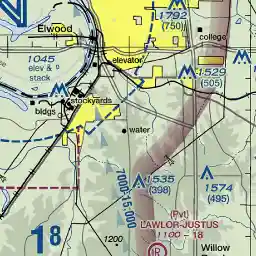 1792
(750)
Elwood
college
elevator
1529
(505)
1045
elev &
stack
stockyards
bldgs
water
7000-15,000
1535
(398)
1574
(495)
(Pvt)
LAWLOR-JUSTUS
1100 - 18
1⁸
1200
Willow